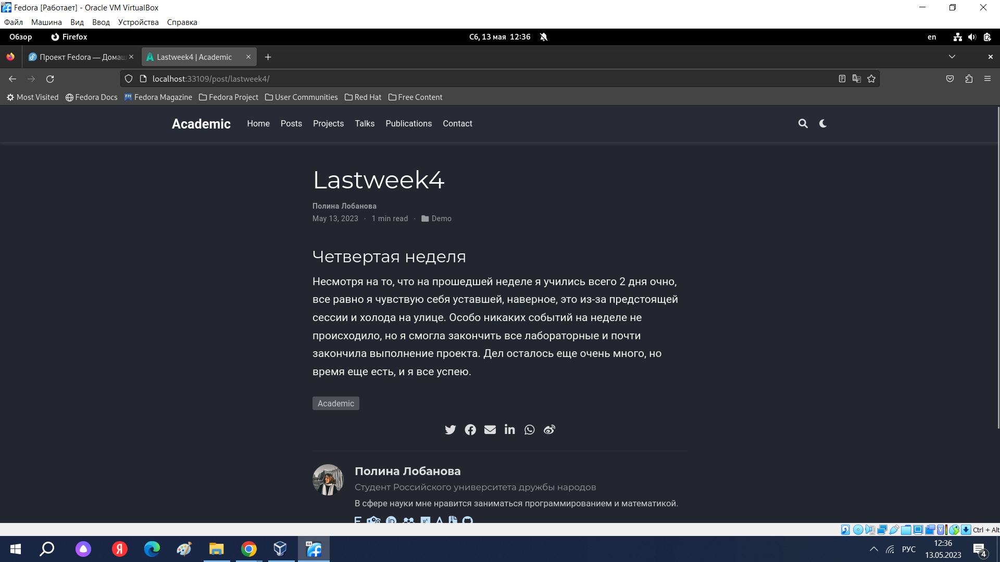 Fedora [Работает] - Oracle VM VirtualBox
Файл Машина Вид Ввод Устройства Справка
Обзор Firefox Сб, 13 мая 12:36 en
Проект Fedora — Домаш Lastweek4 | Academic
localhost:33109/post/lastweek4/
Most Visited Fedora Docs Fedora Magazine Fedora Project User Communities Red Hat Free Content
Academic Home Posts Projects Talks Publications Contact
Lastweek4
Полина Лобанова
May 13, 2023 · 1 min read · Demo
Четвертая неделя
Несмотря на то, что на прошедшей неделе я учились всего 2 дня очно,
все равно я чувствую себя уставшей, наверное, это из-за предстоящей
сессии и холода на улице. Особо никаких событий на неделе не
происходило, но я смогла закончить все лабораторные и почти
закончила выполнение проекта. Дел осталось еще очень много, но
время еще есть, и я все успею.
Academic
Полина Лобанова
Студент Российского университета дружбы народов
В сфере науки мне нравится заниматься программированием и математикой.
Ctrl + Alt
РУС 12:36
13.05.2023
4